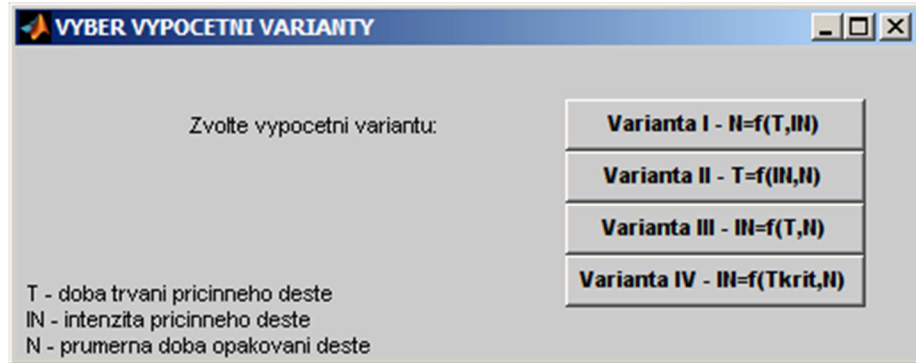 VYBER VYPOCETNI VARIANTY
Zvolte vypocetni variantu:
Varianta I - N=f(T,IN)
Varianta II - T=f(IN,N)
Varianta III - IN=f(T,N)
Varianta IV - IN=f(Tkrit,N)
T - doba trvani pricinneho deste
IN - intenzita pricinneho deste
N - prumerna doba opakovani deste